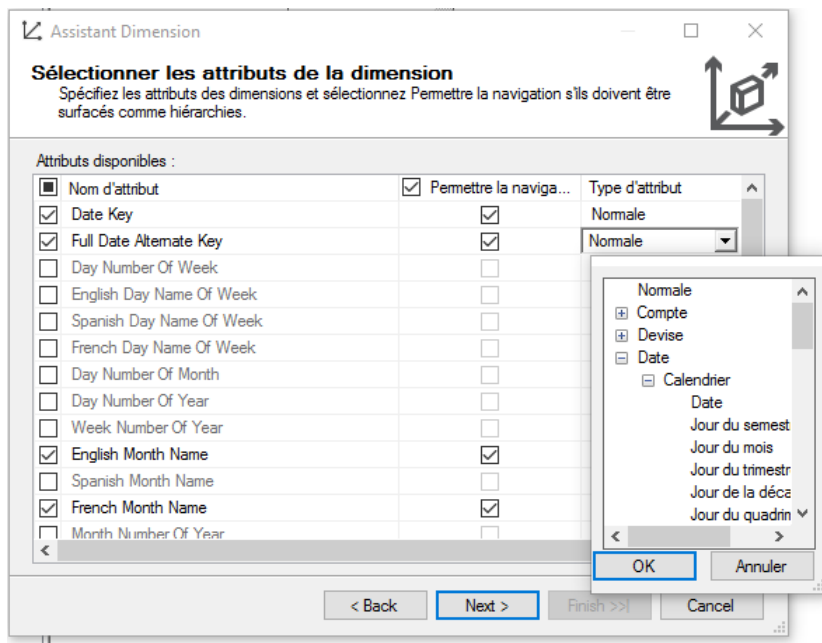 Assistant Dimension
Sélectionner les attributs de la dimension
Spécifiez les attributs des dimensions et sélectionnez Permettre la navigation s'ils doivent être
surfacés comme hiérarchies.
Attributs disponibles :
Nom d'attribut Permettre la naviga... Type d'attribut
Date Key Normale
Full Date Alternate Key Normale
Day Number Of Week
English Day Name Of Week
Spanish Day Name Of Week
French Day Name Of Week
Day Number Of Month
Day Number Of Year
Week Number Of Year
English Month Name
Spanish Month Name
French Month Name
Month Number Of Year
Normale
Compte
Devise
Date
Calendrier
Date
Jour du semest
Jour du mois
Jour du trimestr
Jour de la déca
Jour du quadrin
OK Annuler
< Back Next > Finish >>| Cancel